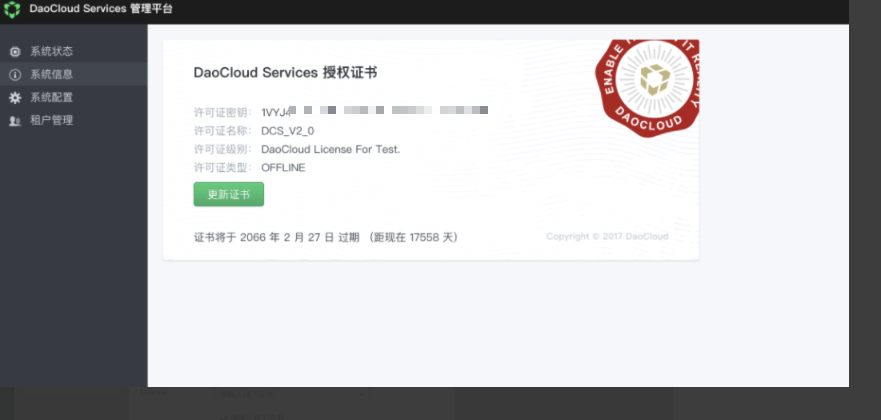 DaoCloud Services 管理平台
系统状态
系统信息
系统配置
租户管理
DaoCloud Services 授权证书
ENABLE IT REALITY
DAOCLOUD
许可证密钥: 1VYJ4
许可证名称: DCS_V2_0
许可证级别: DaoCloud License For Test.
许可证类型: OFFLINE
更新证书
证书将于 2066 年 2 月 27 日 过期 （距现在 17558 天）
Copyright © 2017 DaoCloud